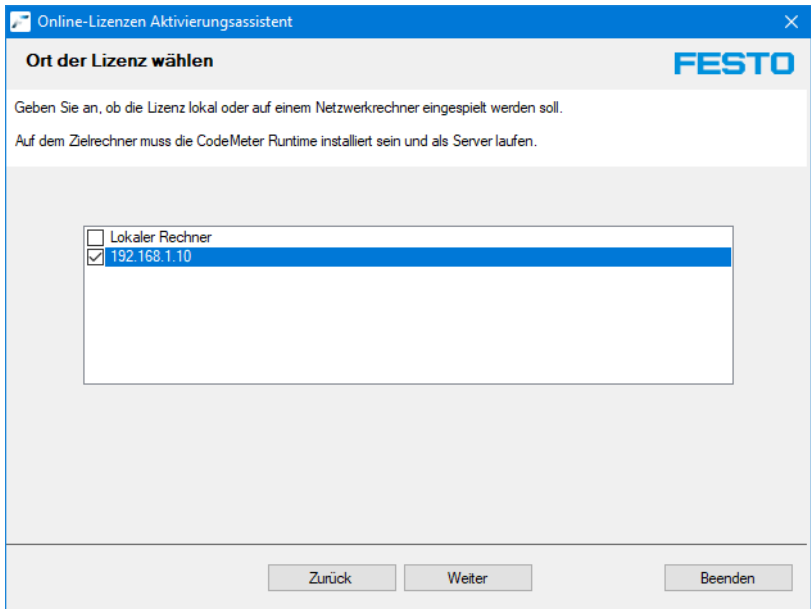 Online-Lizenzen Aktivierungsassistent
Ort der Lizenz wählen
FESTO
Geben Sie an, ob die Lizenz lokal oder auf einem Netzwerkrechner eingespielt werden soll.
Auf dem Zielrechner muss die CodeMeter Runtime installiert sein und als Server laufen.
Lokaler Rechner
192.168.1.10
Zurück
Weiter
Beenden